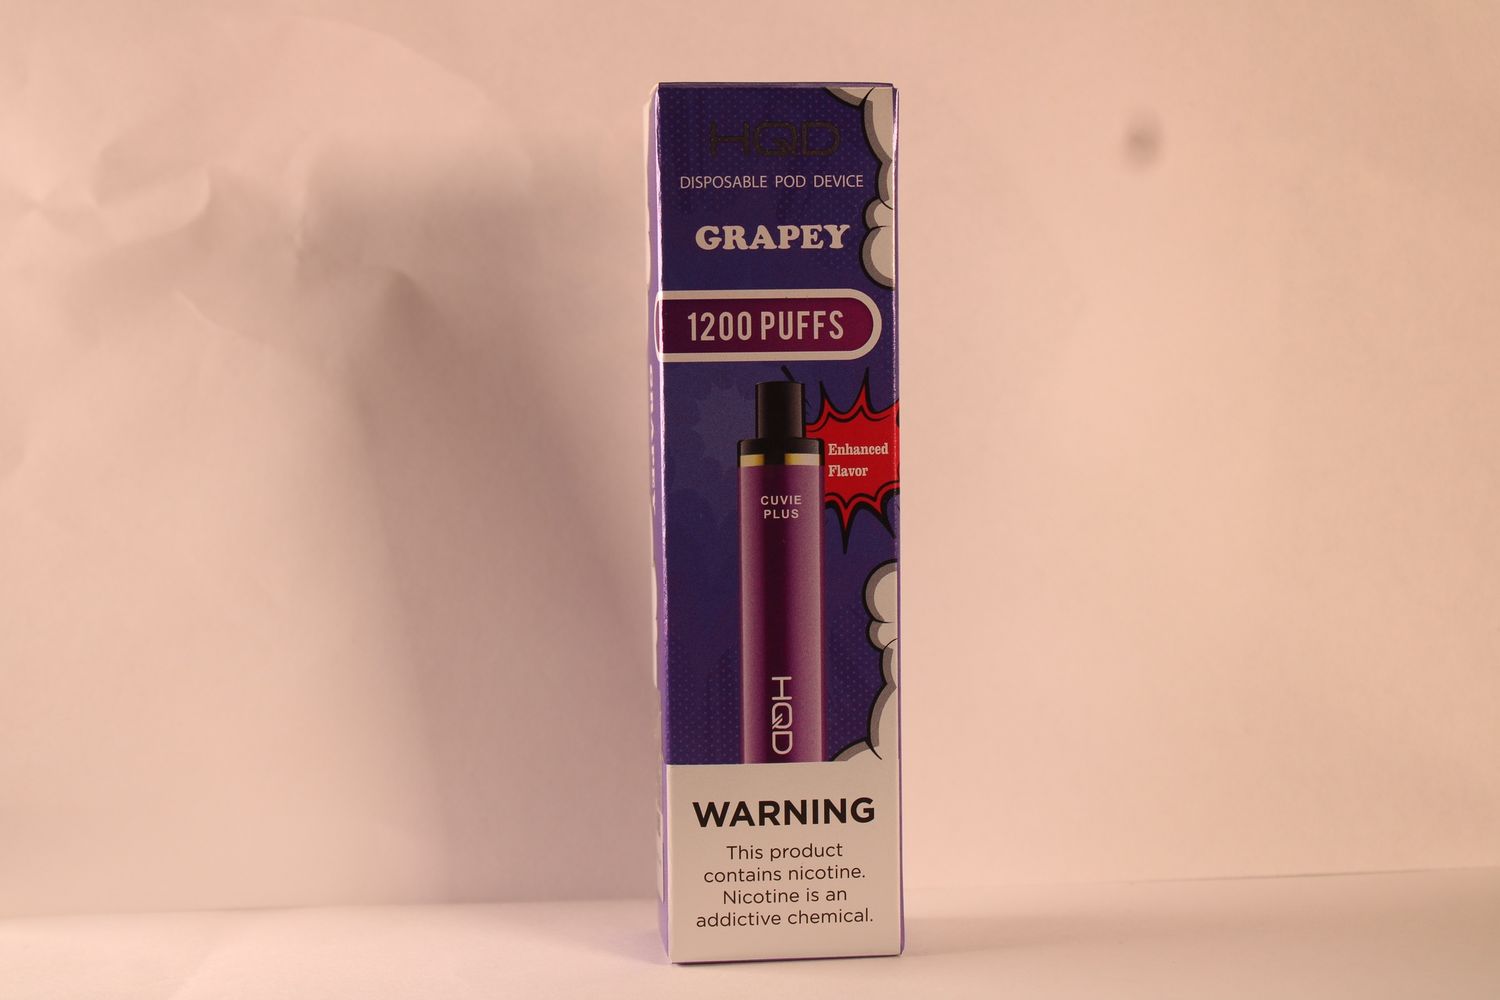 HQD
DISPOSABLE POD DEVICE
GRAPEY
1200 PUFFS
Enhanced
Flavor
CUVIE
PLUS
HQD
WARNING
This product
contains nicotine.
Nicotine is an
addictive chemical.